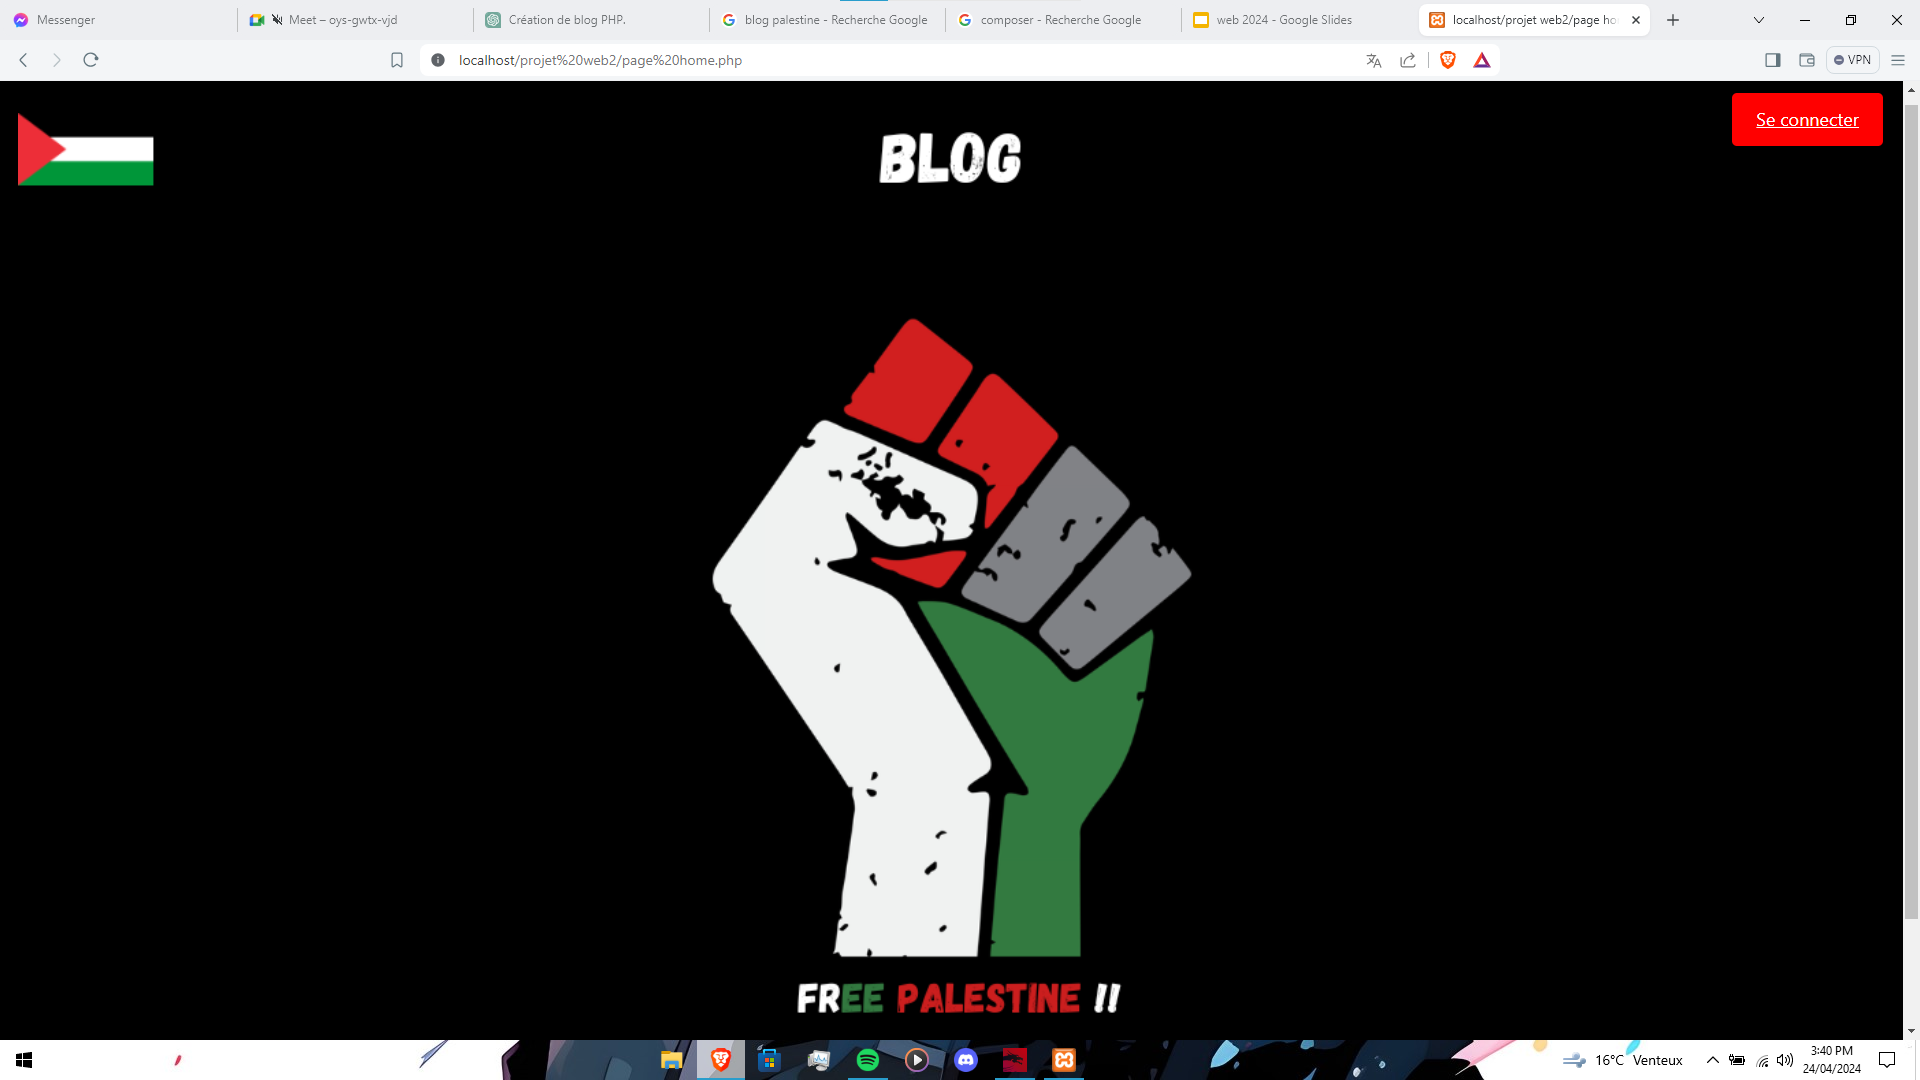 Messenger
Meet – oys-gwtx-vjd
Création de blog PHP.
blog palestine - Recherche Google
composer - Recherche Google
web 2024 - Google Slides
localhost/projet web2/page ho
localhost/projet%20web2/page%20home.php
VPN
Se connecter
BLOG
FREE PALESTINE !!
16°C Venteux
3:40 PM
24/04/2024